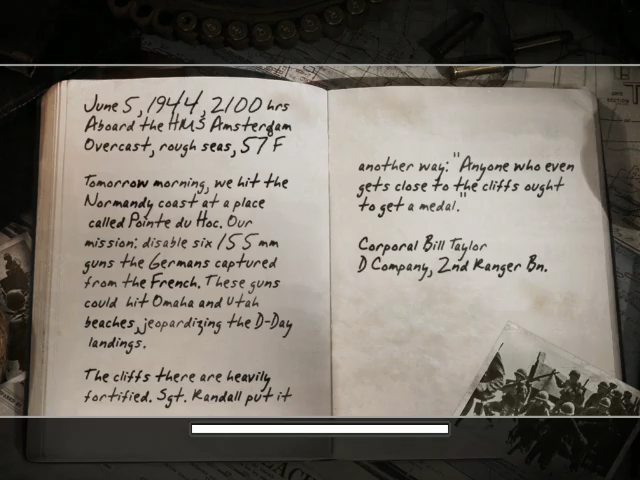 June 5, 1944, 2100 hrs
Aboard the HMS Amsterdam
Overcast, rough seas, 57 F
Tomorrow morning, we hit the
Normandy coast at a place
called Pointe du Hoc. Our
mission: disable six 155 mm
guns the Germans captured
from the French. These guns
could hit Omaha and Utah
beaches, jeopardizing the D-Day
landings.
The cliffs there are heavily
fortified. Sgt. Randall put it
another way: "Anyone who even
gets close to the cliffs ought
to get a medal."
Corporal Bill Taylor
D Company, 2nd Ranger Bn.